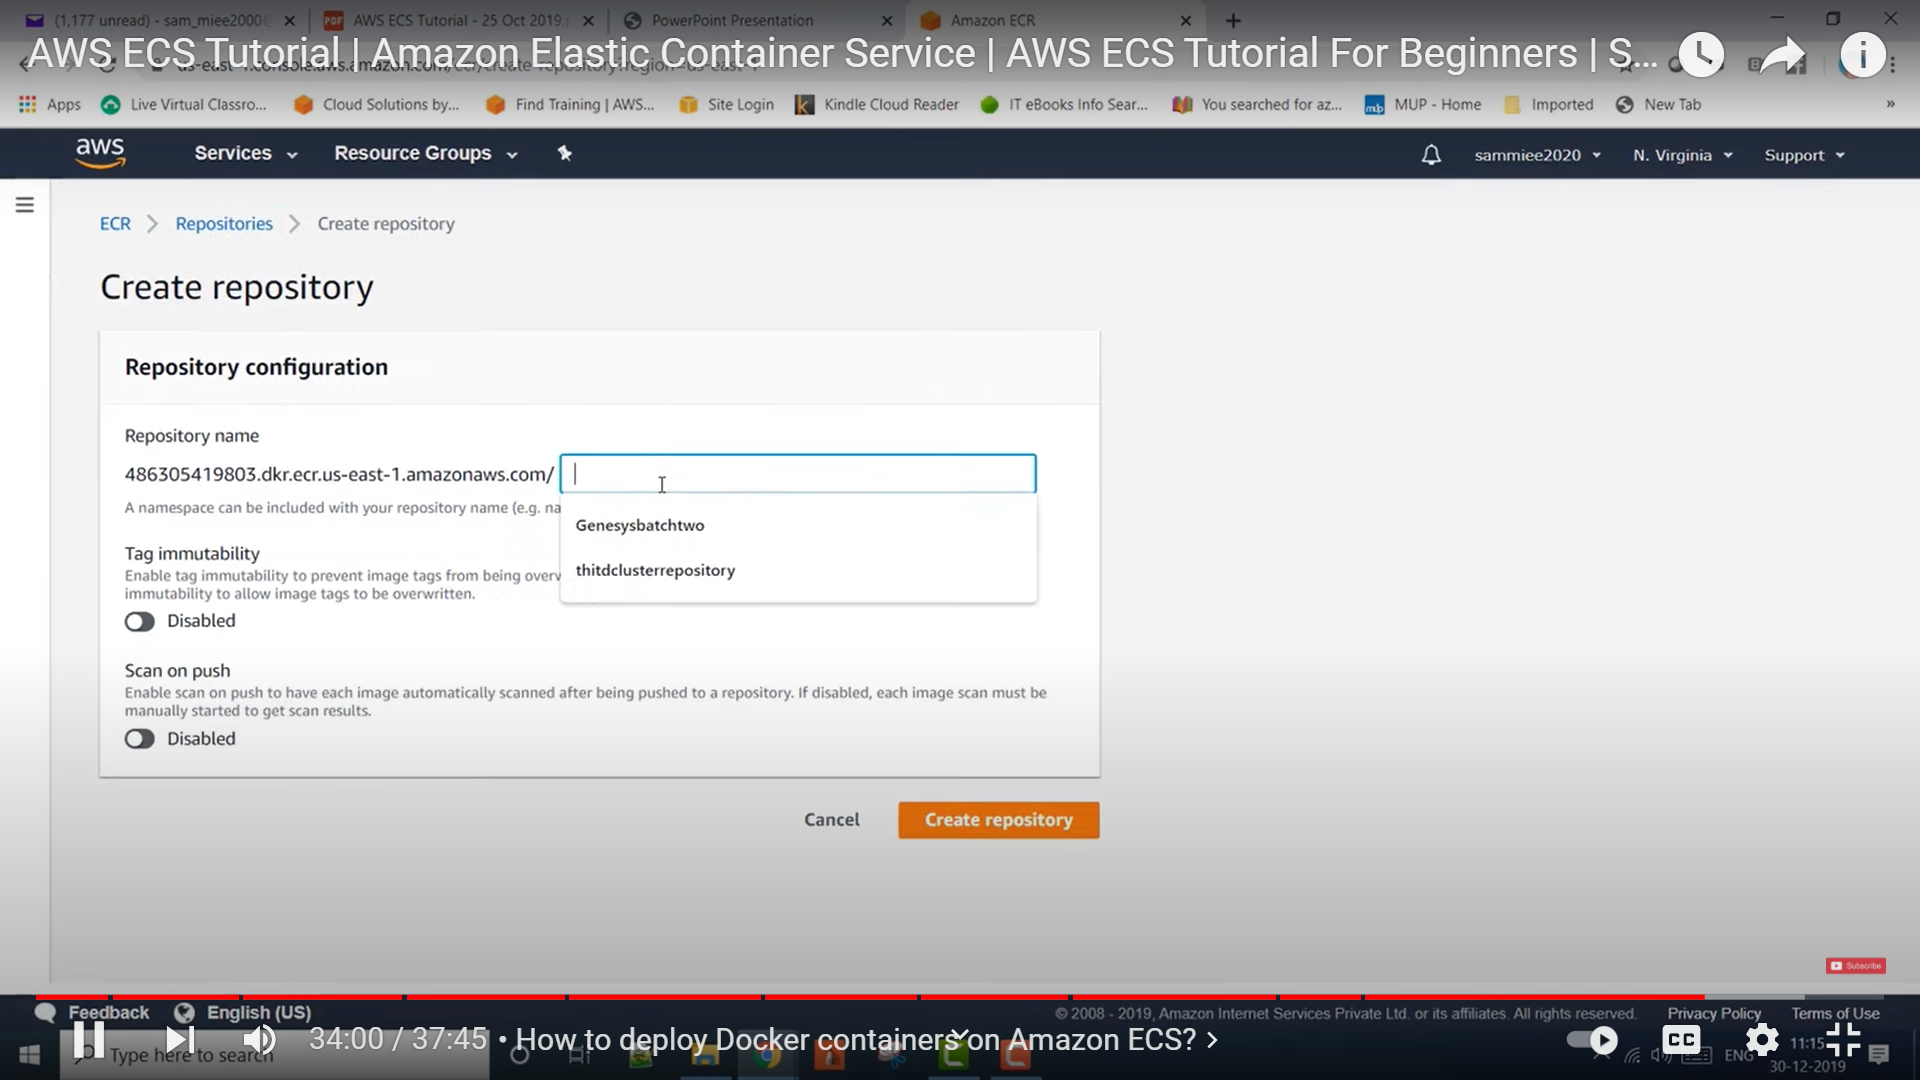 (1,177 unread) - sam_miee2000@
AWS ECS Tutorial - 25 Oct 2019.p
PowerPoint Presentation
Amazon ECR
AWS ECS Tutorial | Amazon Elastic Container Service | AWS ECS Tutorial For Beginners | S...
us-east-1.console.aws.amazon.com/ecr/create-repository?region=us-east-1
Apps
Live Virtual Classro...
Cloud Solutions by...
Find Training | AWS...
Site Login
Kindle Cloud Reader
IT eBooks Info Sear...
You searched for az...
mb
MUP - Home
Imported
New Tab
»
aws
Services
Resource Groups
sammiee2020
N. Virginia
Support
ECR
Repositories
Create repository
Create repository
Repository configuration
Repository name
486305419803.dkr.ecr.us-east-1.amazonaws.com/
A namespace can be included with your repository name (e.g. na
Genesysbatchtwo
thitdclusterrepository
Tag immutability
Enable tag immutability to prevent image tags from being overw
immutability to allow image tags to be overwritten.
Disabled
Scan on push
Enable scan on push to have each image automatically scanned after being pushed to a repository. If disabled, each image scan must be
manually started to get scan results.
Disabled
Cancel
Create repository
Subscribe
Feedback
English (US)
© 2008 - 2019, Amazon Internet Services Private Ltd. or its affiliates. All rights reserved.
Privacy Policy
Terms of Use
Type here to search
34:00 / 37:45 • How to deploy Docker containers on Amazon ECS?
CC
ENG
11:15
30-12-2019